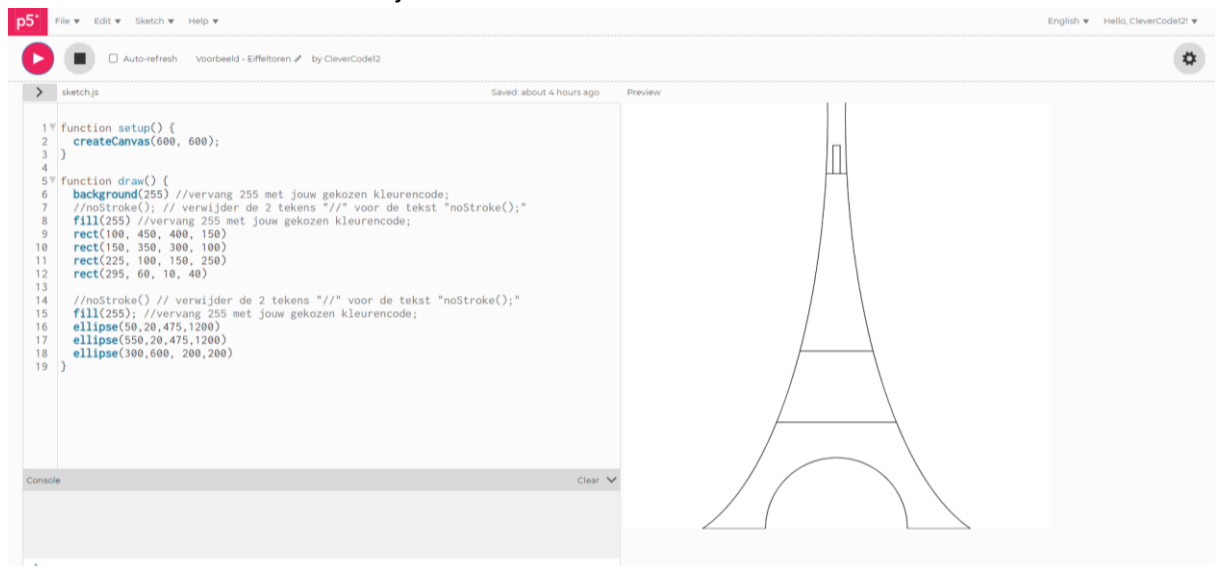 p5* File ▼ Edit ▼ Sketch ▼ Help ▼ English ▼ Hello, CleverCode12! ▼
Auto-refresh Voorbeeld - Eiffeltoren by CleverCode12
> sketch.js Saved: about 4 hours ago Preview
1 function setup() {
2 createCanvas(600, 600);
3 }
4
5 function draw() {
6 background(255) //vervang 255 met jouw gekozen kleurencode;
7 //noStroke(); // verwijder de 2 tekens "//" voor de tekst "noStroke();"
8 fill(255) //vervang 255 met jouw gekozen kleurencode;
9 rect(100, 450, 400, 150)
10 rect(150, 350, 300, 100)
11 rect(225, 100, 150, 250)
12 rect(295, 60, 10, 40)
13
14 //noStroke() // verwijder de 2 tekens "//" voor de tekst "noStroke();"
15 fill(255); //vervang 255 met jouw gekozen kleurencode;
16 ellipse(50,20,475,1200)
17 ellipse(550,20,475,1200)
18 ellipse(300,600, 200,200)
19 }
Console Clear